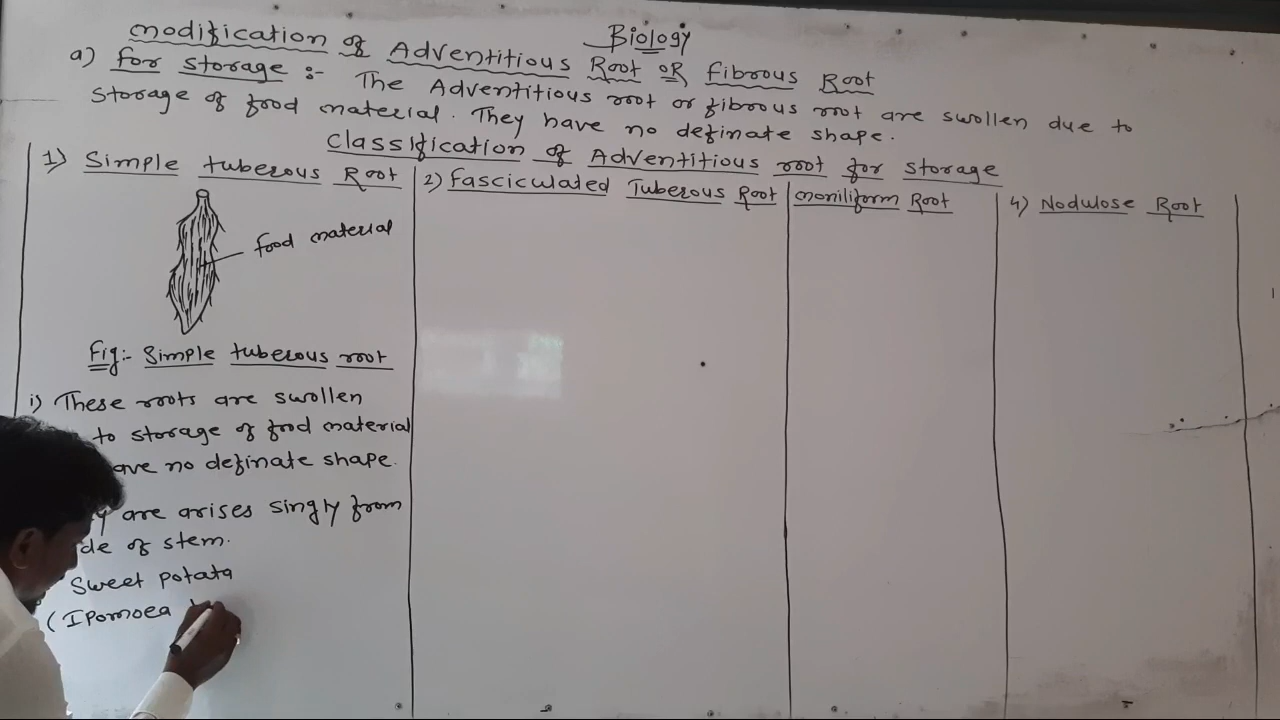 Biology
modification of Adventitious Root OR fibrous Root
a) for storage :- The Adventitious root or fibrous root are swollen due to
storage of food material. They have no definate shape.
Classification of Adventitious root for storage
1) Simple tuberous Root
food material
Fig:- Simple tuberous root
i) These roots are swollen
to storage of food material
ave no definate shape.
y are arises singly from
de of stem.
Sweet potata
(Ipomoea
2) Fasciculated Tuberous Root
moniliform Root
4) Nodulose Root